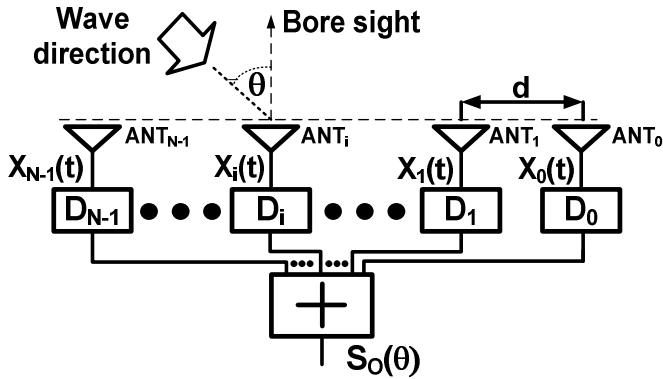 Wave direction
Bore sight
θ
d
ANT_N-1
ANT_i
ANT_1
ANT_0
X_N-1(t)
X_i(t)
X_1(t)
X_0(t)
D_N-1
D_i
D_1
D_0
S_O(θ)